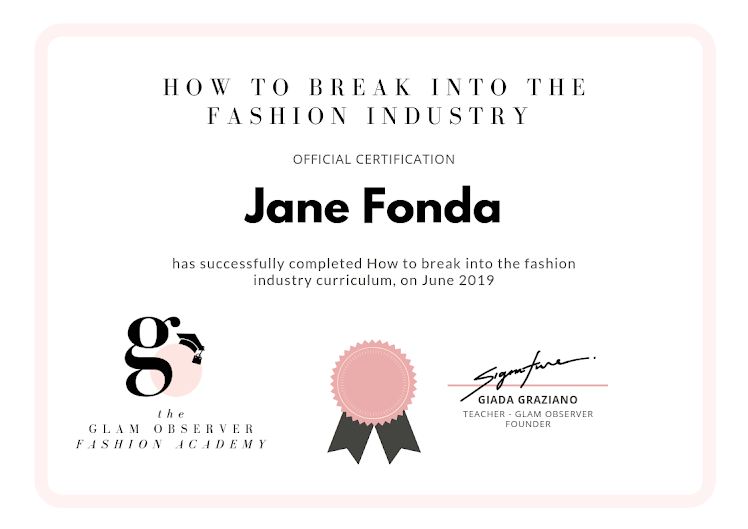 HOW TO BREAK INTO THE
FASHION INDUSTRY
OFFICIAL CERTIFICATION
Jane Fonda
has successfully completed How to break into the fashion
industry curriculum, on June 2019
g
the
GLAM OBSERVER
FASHION ACADEMY
Signature
GIADA GRAZIANO
TEACHER - GLAM OBSERVER
FOUNDER